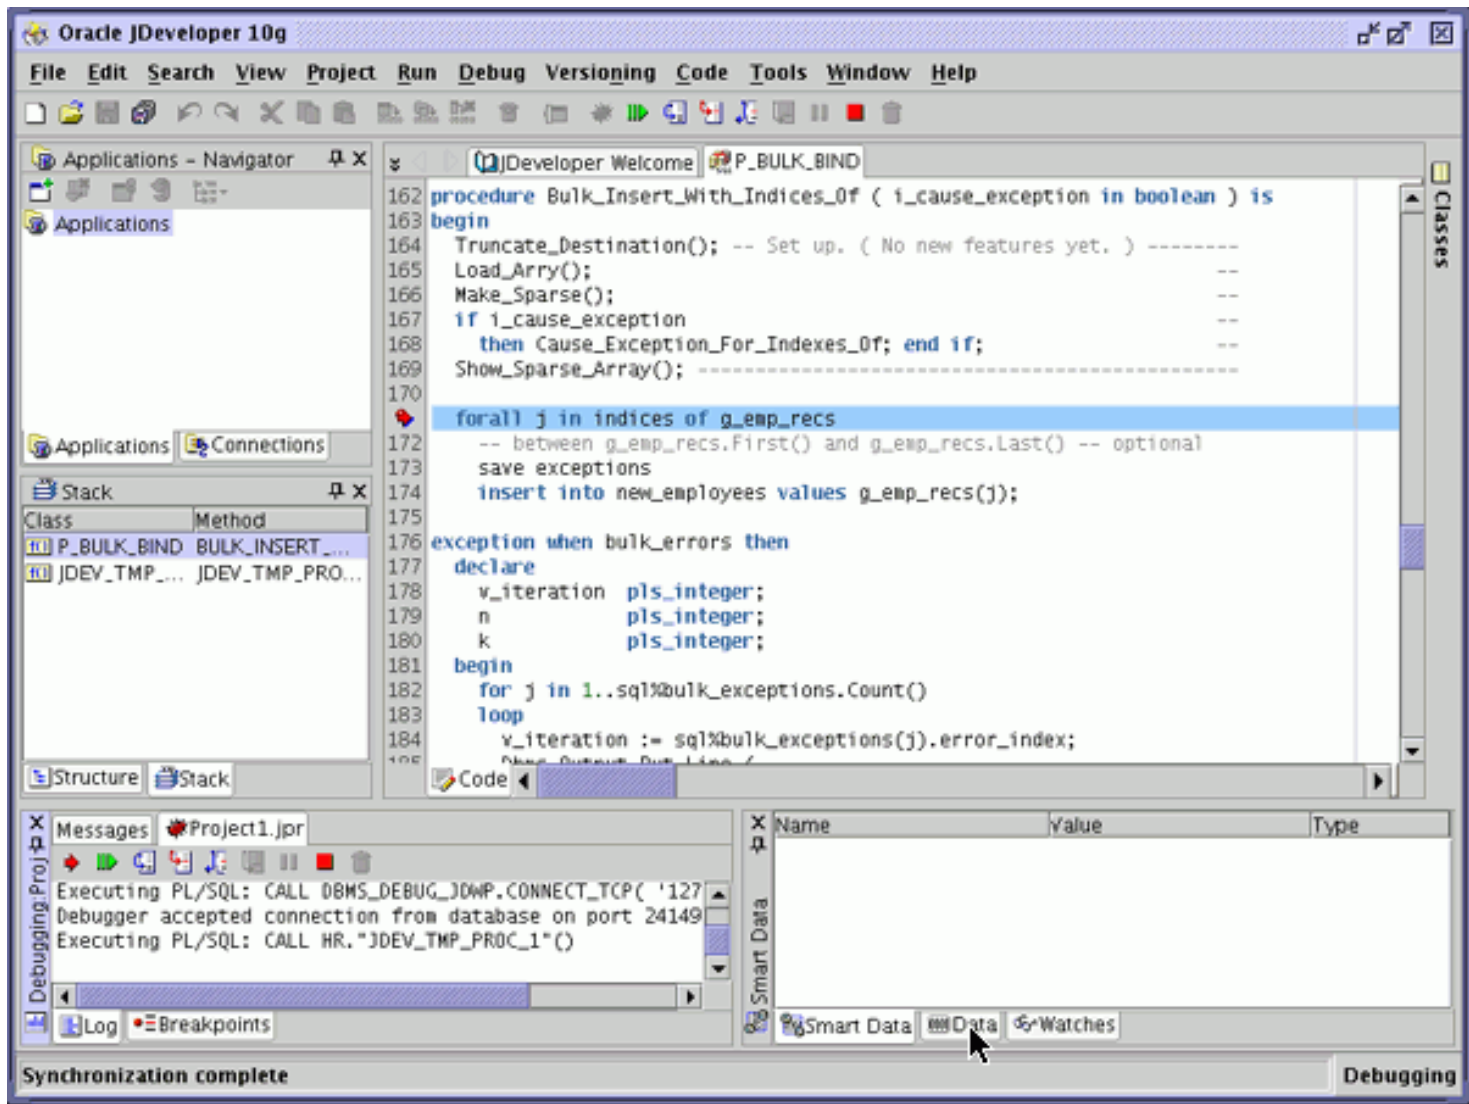 Oracle JDeveloper 10g
File Edit Search View Project Run Debug Versioning Code Tools Window Help
Applications - Navigator
Applications
Applications Connections
Stack
Class Method
P_BULK_BIND BULK_INSERT_...
JDEV_TMP_... JDEV_TMP_PRO...
Structure Stack
JDeveloper Welcome P_BULK_BIND
162 procedure Bulk_Insert_With_Indices_Of ( i_cause_exception in boolean ) is
163 begin
164 Truncate_Destination(); -- Set up. ( No new features yet. ) --------
165 Load_Arry(); --
166 Make_Sparse(); --
167 if i_cause_exception --
168 then Cause_Exception_For_Indexes_Of; end if; --
169 Show_Sparse_Array(); -----------------------------------------------
170
forall j in indices of g_emp_recs
172 -- between g_emp_recs.First() and g_emp_recs.Last() -- optional
173 save exceptions
174 insert into new_employees values g_emp_recs(j);
175
176 exception when bulk_errors then
177 declare
178 v_iteration pls_integer;
179 n pls_integer;
180 k pls_integer;
181 begin
182 for j in 1..sql%bulk_exceptions.Count()
183 loop
184 v_iteration := sql%bulk_exceptions(j).error_index;
185 Dbms_Output.Put_Line (
Code
Classes
Debugging:Proj
Messages Project1.jpr
Executing PL/SQL: CALL DBMS_DEBUG_JDWP.CONNECT_TCP( '127
Debugger accepted connection from database on port 24149
Executing PL/SQL: CALL HR."JDEV_TMP_PROC_1"()
Log Breakpoints
Smart Data
Name Value Type
Smart Data Data Watches
Synchronization complete
Debugging